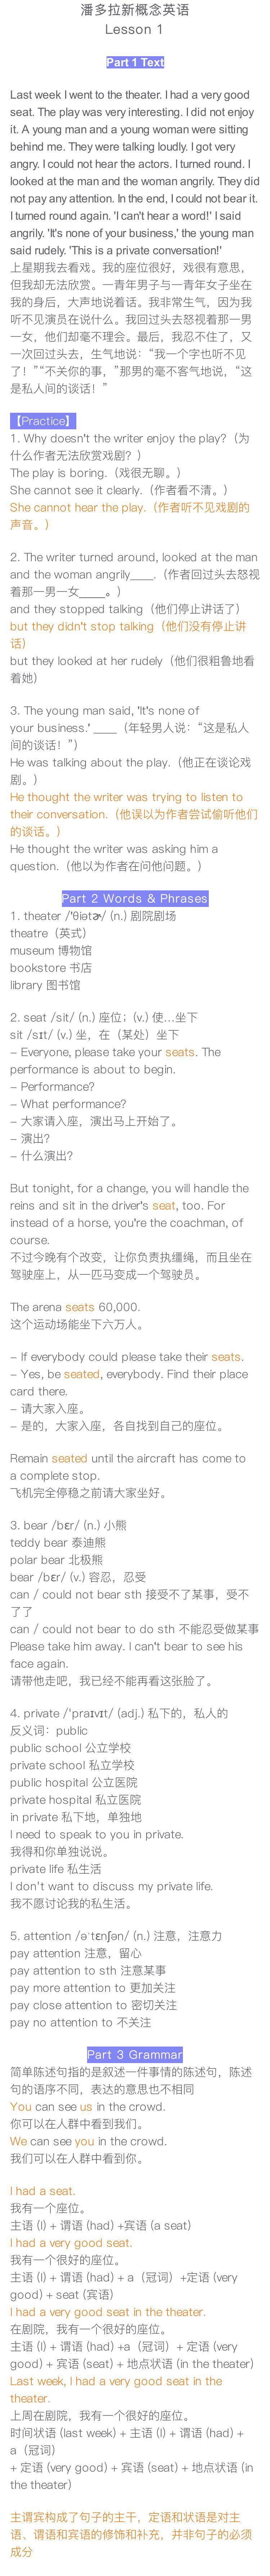 潘多拉新概念英语
Lesson 1
Part 1 Text
Last week I went to the theater. I had a very good
seat. The play was very interesting. I did not enjoy
it. A young man and a young woman were sitting
behind me. They were talking loudly. I got very
angry. I could not hear the actors. I turned round. I
looked at the man and the woman angrily. They did
not pay any attention. In the end, I could not bear it.
I turned round again. 'I can't hear a word!' I said
angrily. 'It's none of your business,' the young man
said rudely. 'This is a private conversation!'
上星期我去看戏。我的座位很好，戏很有意思，
但我却无法欣赏。一青年男子与一青年女子坐在
我的身后，大声地说着话。我非常生气，因为我
听不见演员在说什么。我回过头去怒视着那一男
一女，他们却毫不理会。最后，我忍不住了，又
一次回过头去，生气地说：“我一个字也听不见
了！”“不关你的事，”那男的毫不客气地说，“这
是私人间的谈话！”
【Practice】
1. Why doesn't the writer enjoy the play?（为
什么作者无法欣赏戏剧？）
The play is boring.（戏很无聊。）
She cannot see it clearly.（作者看不清。）
She cannot hear the play.（作者听不见戏剧的
声音。）
2. The writer turned around, looked at the man
and the woman angrily____.（作者回过头去怒视
着那一男一女____。）
and they stopped talking（他们停止讲话了）
but they didn't stop talking（他们没有停止讲
话）
but they looked at her rudely（他们很粗鲁地看
着她）
3. The young man said, 'It's none of
your business.' ____（年轻男人说：“这是私人
间的谈话！”）
He was talking about the play.（他正在谈论戏
剧。）
He thought the writer was trying to listen to
their conversation.（他误以为作者尝试偷听他们
的谈话。）
He thought the writer was asking him a
question.（他以为作者在问他问题。）
Part 2 Words & Phrases
1. theater /'θiətɚ/ (n.) 剧院剧场
theatre（英式）
museum 博物馆
bookstore 书店
library 图书馆
2. seat /sit/ (n.) 座位；(v.) 使...坐下
sit /sɪt/ (v.) 坐，在（某处）坐下
– Everyone, please take your seats. The
performance is about to begin.
– Performance?
– What performance?
– 大家请入座，演出马上开始了。
– 演出?
– 什么演出?
But tonight, for a change, you will handle the
reins and sit in the driver's seat, too. For
instead of a horse, you're the coachman, of
course.
不过今晚有个改变，让你负责执缰绳，而且坐在
驾驶座上，从一匹马变成一个驾驶员。
The arena seats 60,000.
这个运动场能坐下六万人。
– If everybody could please take their seats.
– Yes, be seated, everybody. Find their place
card there.
– 请大家入座。
– 是的，大家入座，各自找到自己的座位。
Remain seated until the aircraft has come to
a complete stop.
飞机完全停稳之前请大家坐好。
3. bear /bɛr/ (n.) 小熊
teddy bear 泰迪熊
polar bear 北极熊
bear /bɛr/ (v.) 容忍，忍受
can / could not bear sth 接受不了某事，受不
了了
can / could not bear to do sth 不能忍受做某事
Please take him away. I can't bear to see his
face again.
请带他走吧，我已经不能再看这张脸了。
4. private /'praɪvɪt/ (adj.) 私下的，私人的
反义词：public
public school 公立学校
private school 私立学校
public hospital 公立医院
private hospital 私立医院
in private 私下地，单独地
I need to speak to you in private.
我得和你单独说说。
private life 私生活
I don't want to discuss my private life.
我不愿讨论我的私生活。
5. attention /əˈtɛnʃən/ (n.) 注意，注意力
pay attention 注意，留心
pay attention to sth 注意某事
pay more attention to 更加关注
pay close attention to 密切关注
pay no attention to 不关注
Part 3 Grammar
简单陈述句指的是叙述一件事情的陈述句，陈述
句的语序不同，表达的意思也不相同
You can see us in the crowd.
你可以在人群中看到我们。
We can see you in the crowd.
我们可以在人群中看到你。
I had a seat.
我有一个座位。
主语 (I) + 谓语 (had) +宾语 (a seat)
I had a very good seat.
我有一个很好的座位。
主语 (I) + 谓语 (had) + a（冠词）+定语 (very
good) + seat (宾语)
I had a very good seat in the theater.
在剧院，我有一个很好的座位。
主语 (I) + 谓语 (had) +a（冠词）+ 定语 (very
good) + 宾语 (seat) + 地点状语 (in the theater)
Last week, I had a very good seat in the
theater.
上周在剧院，我有一个很好的座位。
时间状语 (last week) + 主语 (I) + 谓语 (had) +
a（冠词）
+ 定语 (very good) + 宾语 (seat) + 地点状语 (in
the theater)
主谓宾构成了句子的主干，定语和状语是对主
语、谓语和宾语的修饰和补充，并非句子的必须
成分